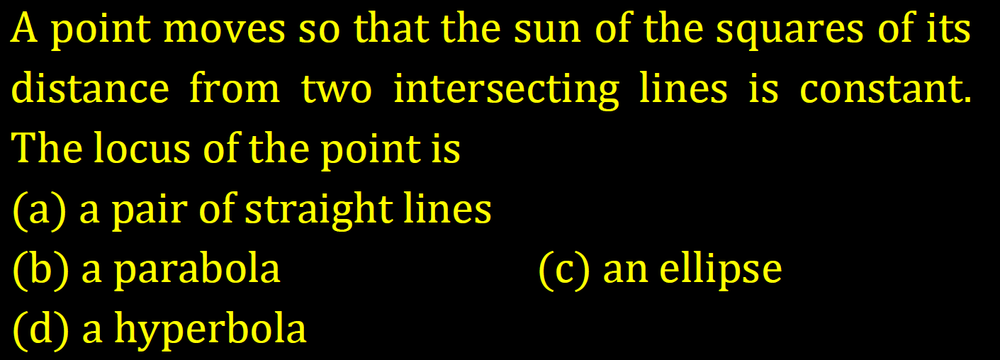 A point moves so that the sun of the squares of its
distance from two intersecting lines is constant.
The locus of the point is
(a) a pair of straight lines
(b) a parabola (c) an ellipse
(d) a hyperbola